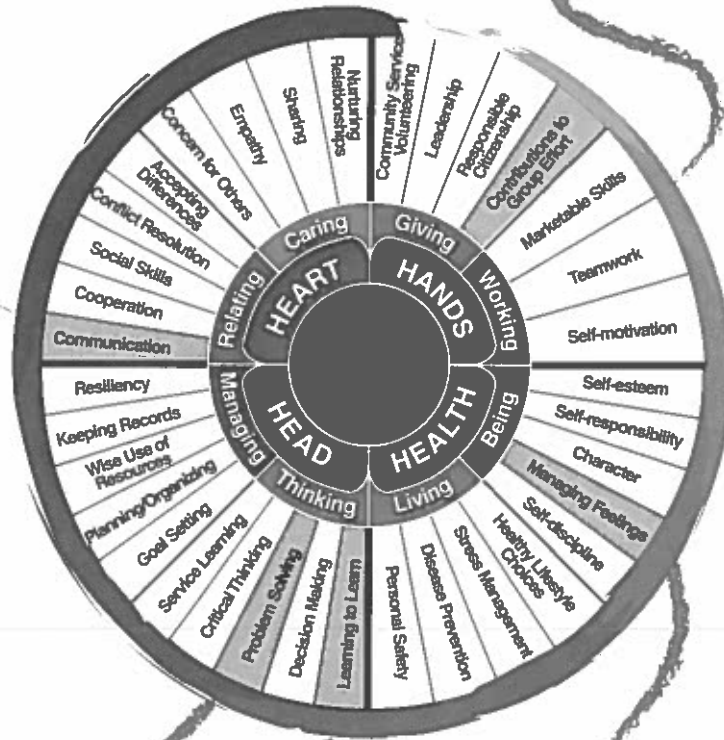 Nurturing
Relationships
Sharing
Empathy
Concern for Others
Accepting
Differences
Conflict Resolution
Social Skills
Cooperation
Communication
Community Service
Volunteering
Leadership
Responsible
Citizenship
Contributions to
Group Effort
Marketable Skills
Teamwork
Self-motivation
Caring
Relating
HEART
Giving
Working
HANDS
Managing
Thinking
HEAD
Being
Living
HEALTH
Resiliency
Keeping Records
Wise Use of
Resources
Planning/Organizing
Goal Setting
Service Learning
Critical Thinking
Problem Solving
Decision Making
Learning to Learn
Self-esteem
Self-responsibility
Character
Managing Feelings
Self-discipline
Healthy Lifestyle
Choices
Stress Management
Disease Prevention
Personal Safety